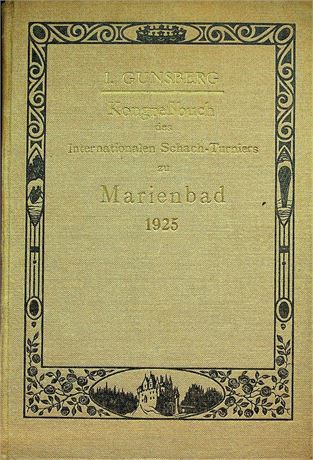 I. GUNSBERG
Kongreßbuch
des
Internationalen Schach-Turniers
zu
Marienbad
1925